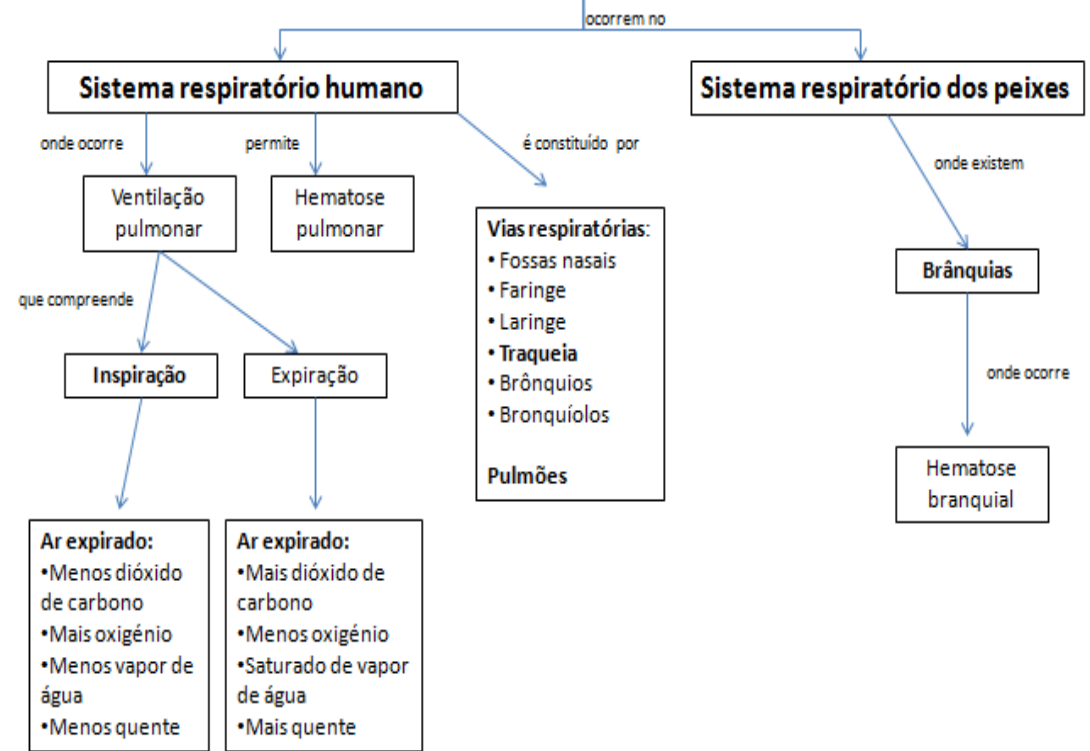 ocorrem no
Sistema respiratório humano
Sistema respiratório dos peixes
onde ocorre
permite
é constituído por
onde existem
Ventilação
pulmonar
Hematose
pulmonar
Vias respiratórias:
• Fossas nasais
• Faringe
• Laringe
• Traqueia
• Brônquios
• Bronquíolos
Pulmões
Brânquias
que compreende
Inspiração
Expiração
onde ocorre
Hematose
branquial
Ar expirado:
•Menos dióxido
de carbono
•Mais oxigénio
•Menos vapor de
água
•Menos quente
Ar expirado:
•Mais dióxido de
carbono
•Menos oxigénio
•Saturado de vapor
de água
•Mais quente